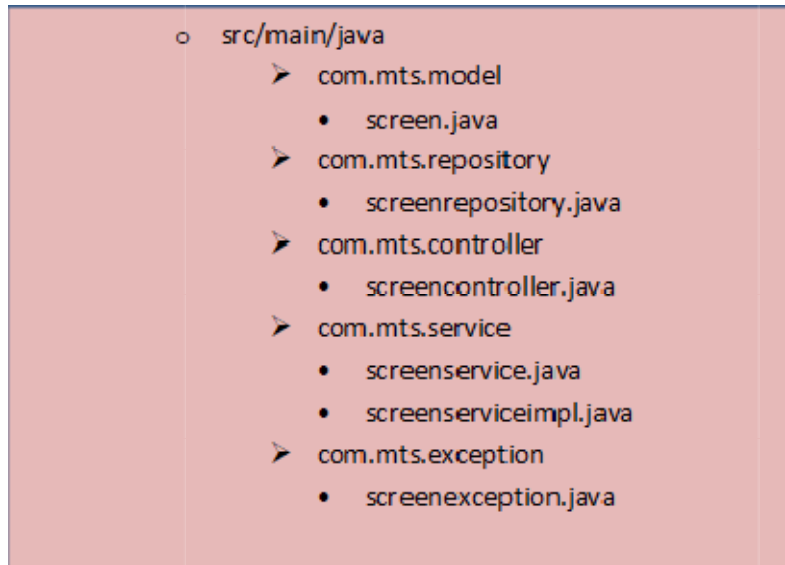 src/main/java
com.mts.model
screen.java
com.mts.repository
screenrepository.java
com.mts.controller
screencontroller.java
com.mts.service
screenservice.java
screenserviceimpl.java
com.mts.exception
screenexception.java